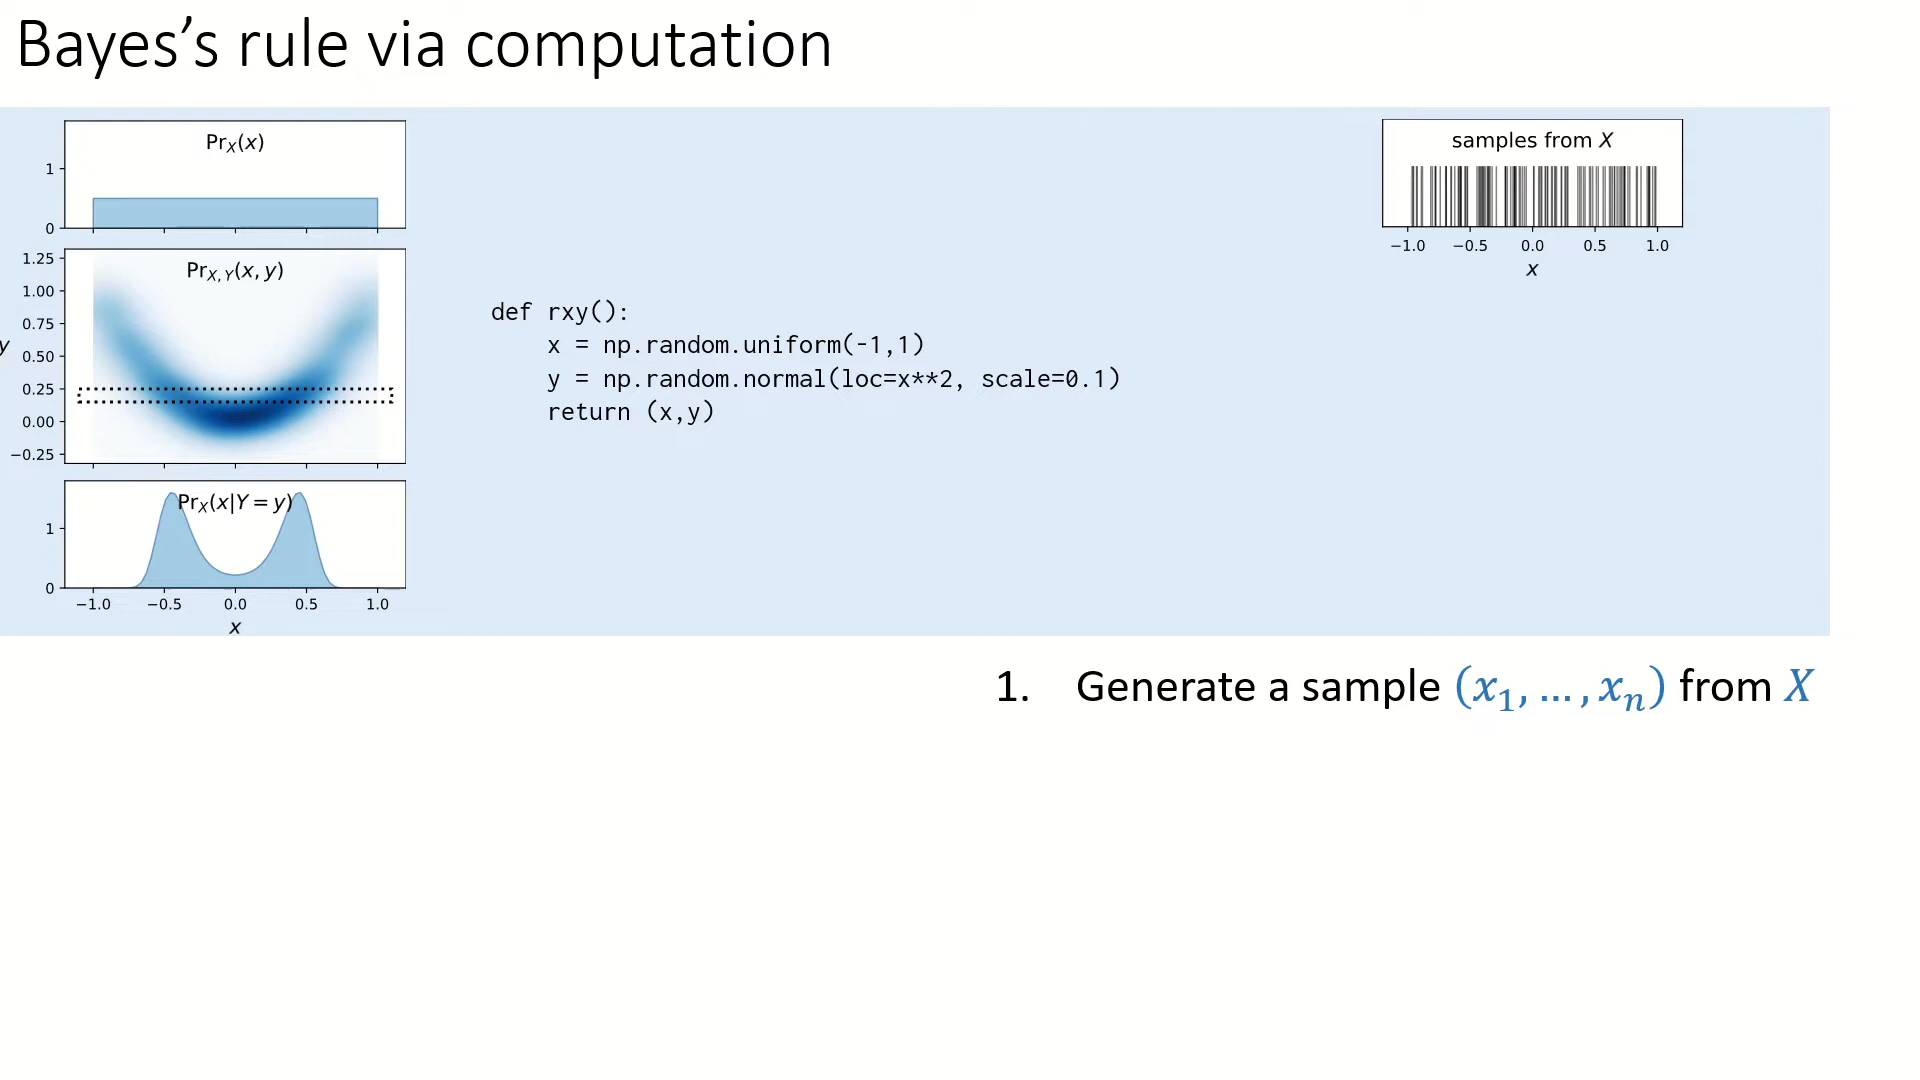 Bayes's rule via computation
Pr_X(x)
1
0
Pr_{X,Y}(x, y)
1.25
1.00
0.75
0.50
0.25
0.00
−0.25
y
Pr_X(x|Y = y)
1
0
−1.0 −0.5 0.0 0.5 1.0
x
def rxy():
    x = np.random.uniform(-1,1)
    y = np.random.normal(loc=x**2, scale=0.1)
    return (x,y)
samples from X
−1.0 −0.5 0.0 0.5 1.0
x
1. Generate a sample (x₁, … , xₙ) from X